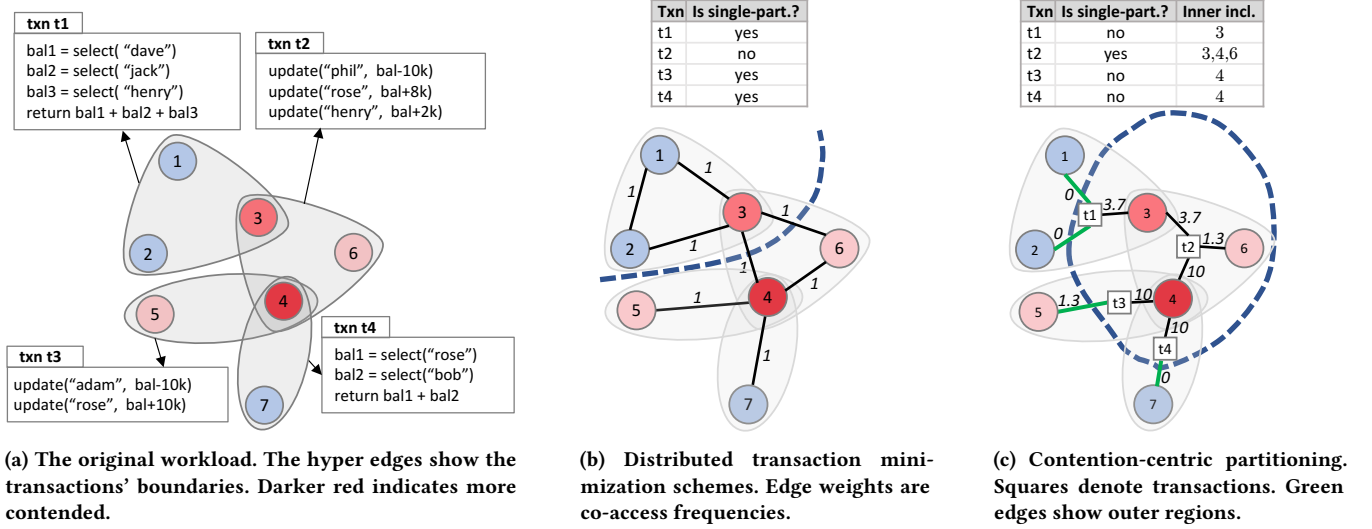 txn t1
bal1 = select( “dave”)
bal2 = select( “jack”)
bal3 = select( “henry”)
return bal1 + bal2 + bal3
txn t2
update(“phil”, bal-10k)
update(“rose”, bal+8k)
update(“henry”, bal+2k)
1
2
3
6
5
4
7
txn t3
update(“adam”, bal-10k)
update(“rose”, bal+10k)
txn t4
bal1 = select(“rose”)
bal2 = select(“bob”)
return bal1 + bal2
(a) The original workload. The hyper edges show the
transactions’ boundaries. Darker red indicates more
contended.
Txn Is single-part.?
t1 yes
t2 no
t3 yes
t4 yes
1
1
1
3
1
2
1
1
6
4
1
5
1
1
7
(b) Distributed transaction mini-
mization schemes. Edge weights are
co-access frequencies.
Txn Is single-part.? Inner incl.
t1 no 3
t2 yes 3,4,6
t3 no 4
t4 no 4
1
0
t1
3.7
3
3.7
2
0
t2
1.3
6
10
5
1.3
t3
10
4
10
t4
0
7
(c) Contention-centric partitioning.
Squares denote transactions. Green
edges show outer regions.